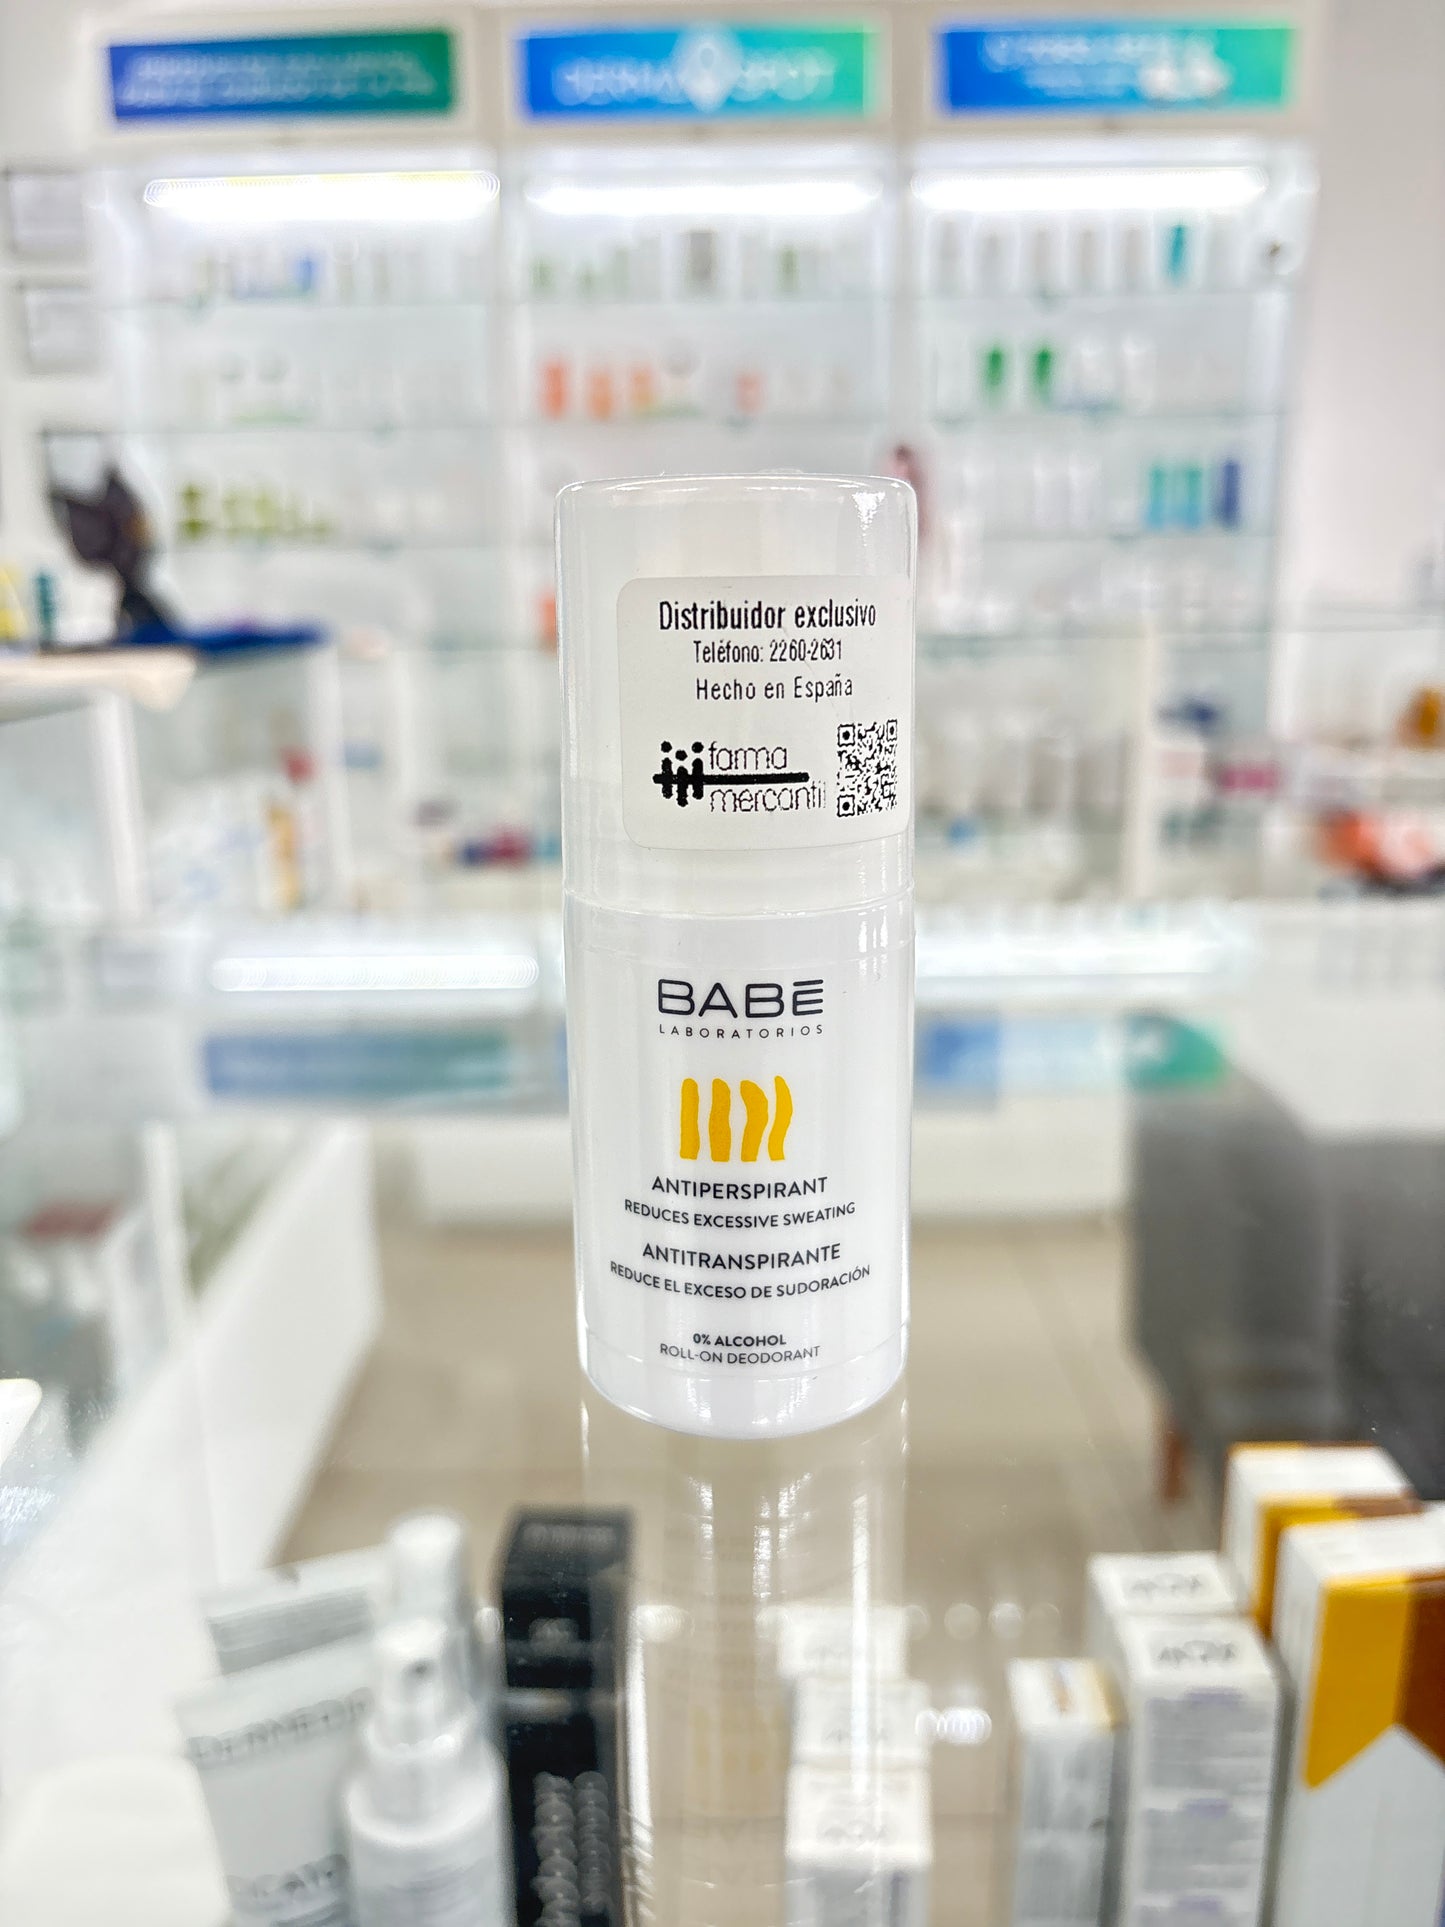 Distribuidor exclusivo
Teléfono: 2260-2631
Hecho en España
farma
mercantil
BABĒ
LABORATORIOS
ANTIPERSPIRANT
REDUCES EXCESSIVE SWEATING
ANTITRANSPIRANTE
REDUCE EL EXCESO DE SUDORACIÓN
0% ALCOHOL
ROLL-ON DEODORANT